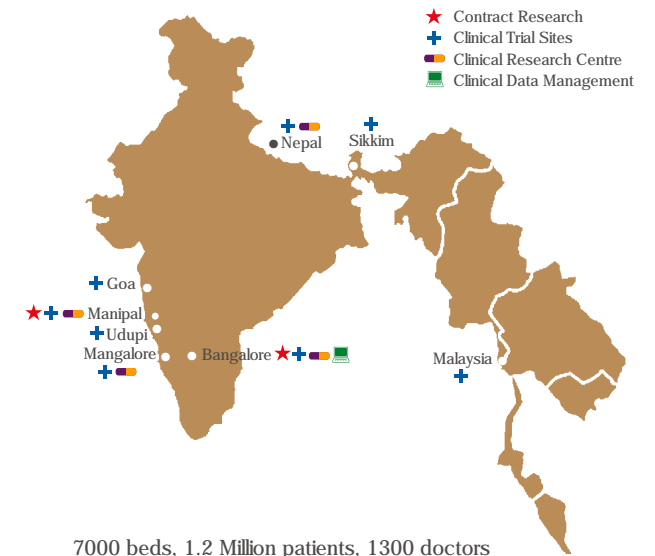 Contract Research
Clinical Trial Sites
Clinical Research Centre
Clinical Data Management
Nepal
Sikkim
Goa
Manipal
Udupi
Mangalore
Bangalore
Malaysia
7000 beds, 1.2 Million patients, 1300 doctors